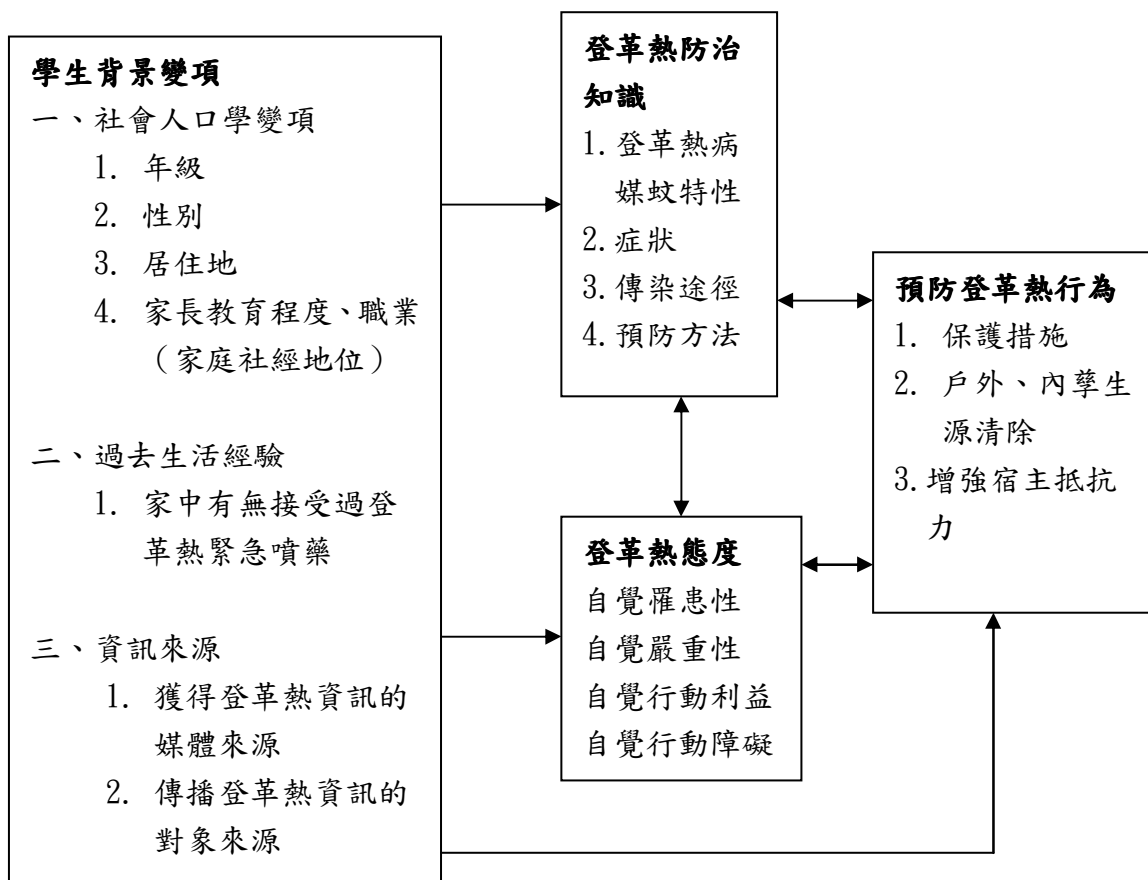 學生背景變項
一、社會人口學變項
1. 年級
2. 性別
3. 居住地
4. 家長教育程度、職業
（家庭社經地位）
二、過去生活經驗
1. 家中有無接受過登
革熱緊急噴藥
三、資訊來源
1. 獲得登革熱資訊的
媒體來源
2. 傳播登革熱資訊的
對象來源
登革熱防治
知識
1.登革熱病
媒蚊特性
2.症狀
3.傳染途徑
4.預防方法
登革熱態度
自覺罹患性
自覺嚴重性
自覺行動利益
自覺行動障礙
預防登革熱行為
1. 保護措施
2. 戶外、內孳生
源清除
3.增強宿主抵抗
力